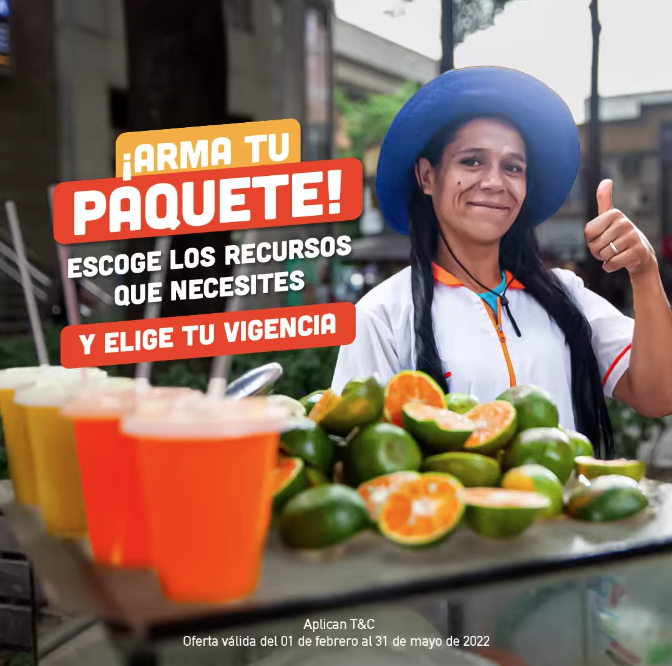 ¡ARMA TU
PAQUETE!
ESCOGE LOS RECURSOS
QUE NECESITES
Y ELIGE TU VIGENCIA
Aplican T&C
Oferta válida del 01 de febrero al 31 de mayo de 2022